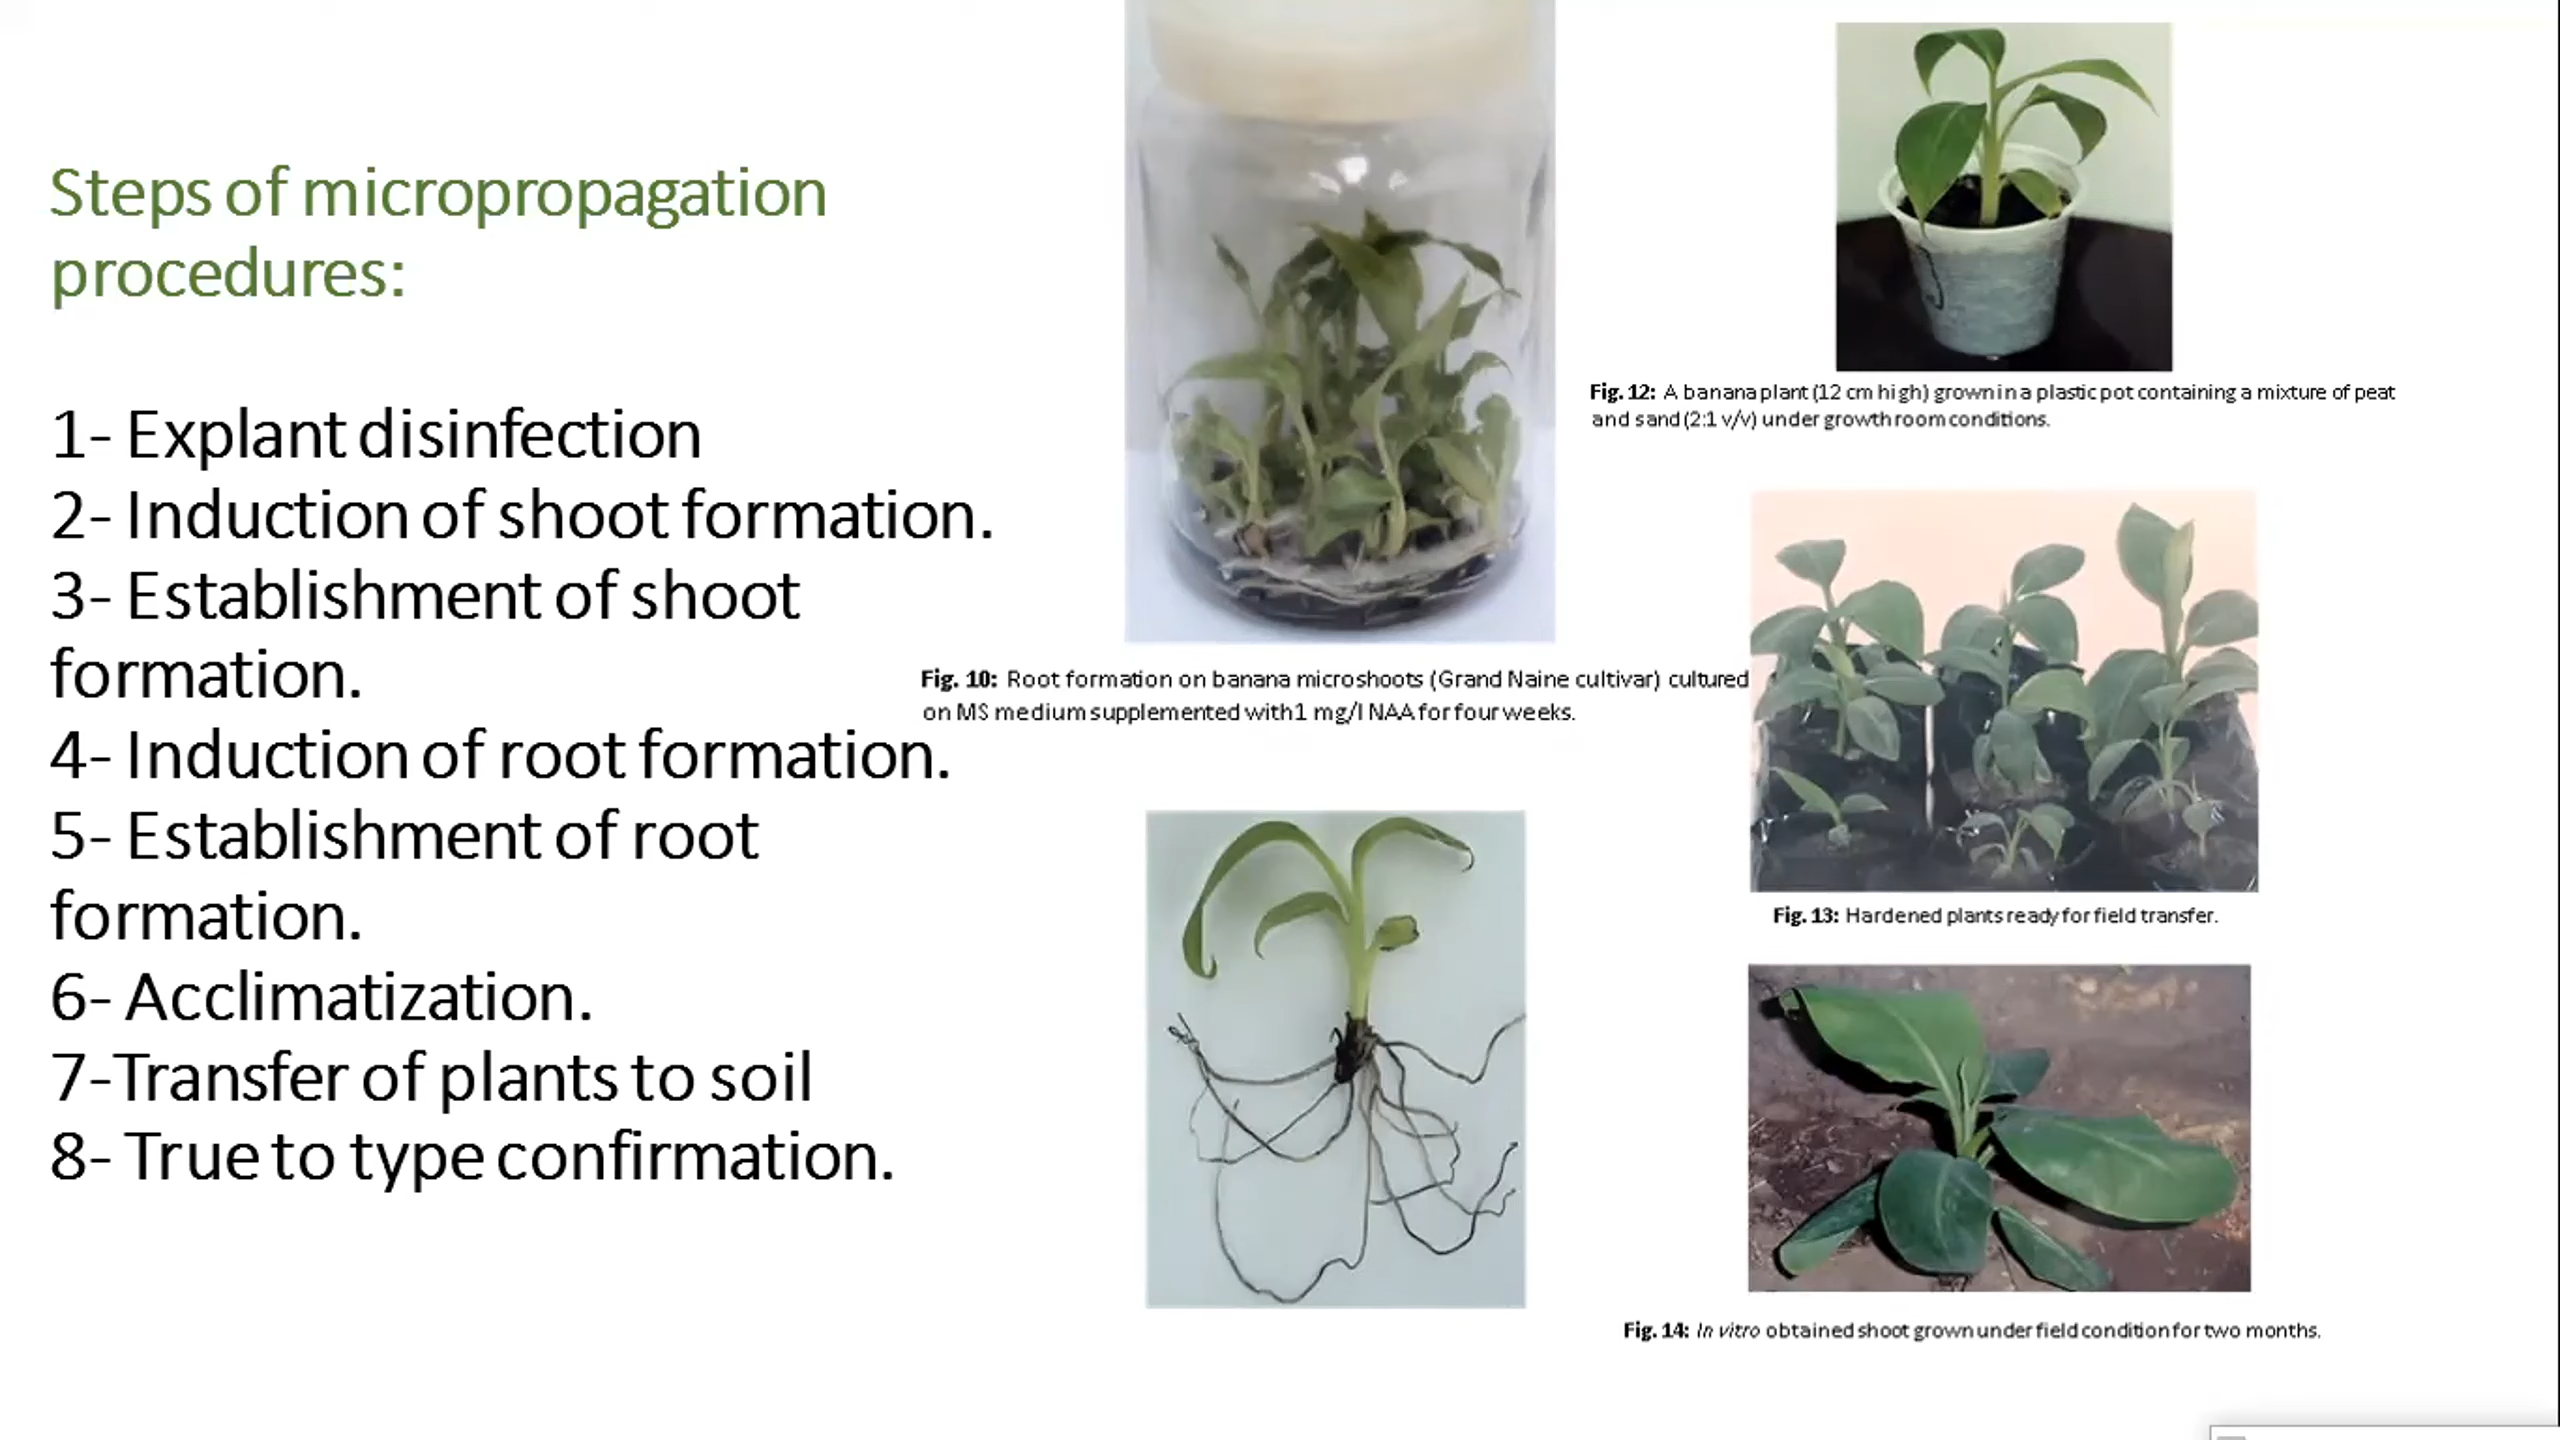 Steps of micropropagation
procedures:
1- Explant disinfection
2- Induction of shoot formation.
3- Establishment of shoot
formation.
4- Induction of root formation.
5- Establishment of root
formation.
6- Acclimatization.
7-Transfer of plants to soil
8- True to type confirmation.
Fig. 10: Root formation on banana microshoots (Grand Naine cultivar) cultured
on MS medium supplemented with 1 mg/l NAA for four weeks.
Fig. 12: A banana plant (12 cm high) grown in a plastic pot containing a mixture of peat
and sand (2:1 v/v) under growth room conditions.
Fig. 13: Hardened plants ready for field transfer.
Fig. 14: In vitro obtained shoot grown under field condition for two months.